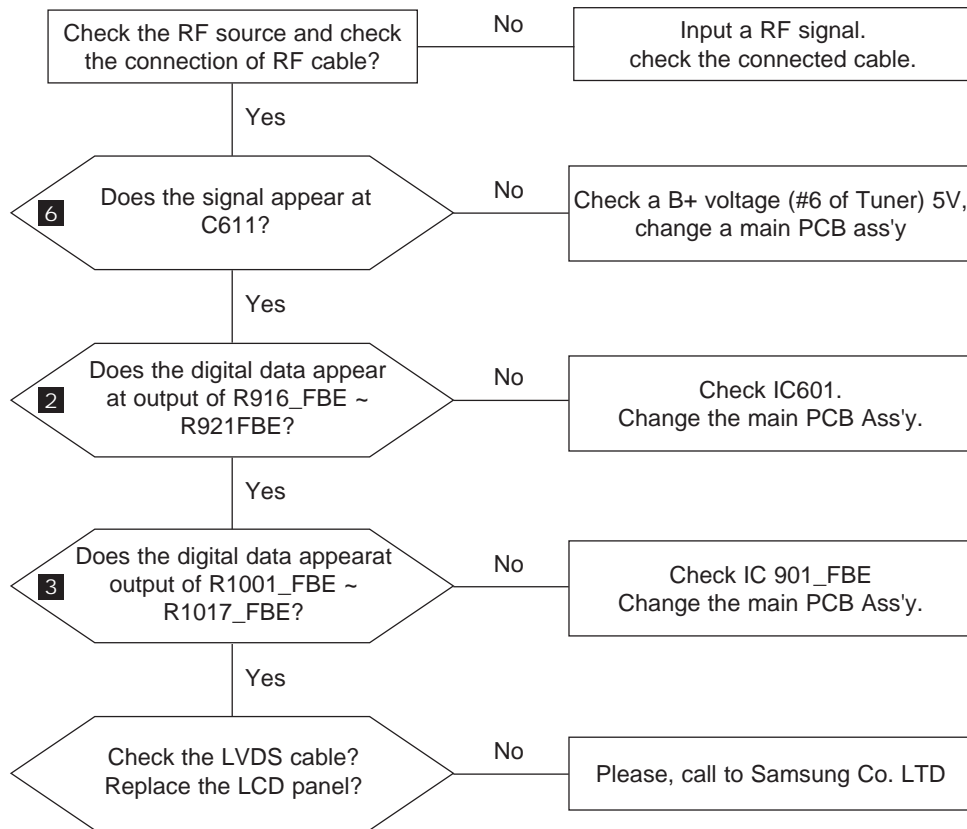 Check the RF source and check
the connection of RF cable?
No
Input a RF signal.
check the connected cable.
Yes
6
Does the signal appear at
C611?
No
Check a B+ voltage (#6 of Tuner) 5V,
change a main PCB ass'y
Yes
2
Does the digital data appear
at output of R916_FBE ~
R921FBE?
No
Check IC601.
Change the main PCB Ass'y.
Yes
3
Does the digital data appearat
output of R1001_FBE ~
R1017_FBE?
No
Check IC 901_FBE
Change the main PCB Ass'y.
Yes
Check the LVDS cable?
Replace the LCD panel?
No
Please, call to Samsung Co. LTD